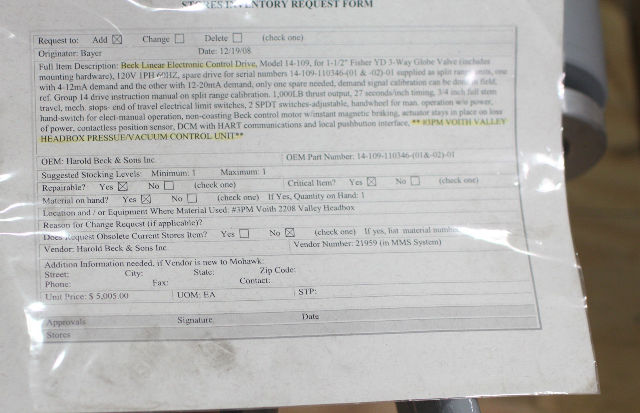 STORES INVENTORY REQUEST FORM
Request to: Add ☒ Change ☐ Delete ☐ (check one)
Originator: Bayer Date: 12/19/08
Full Item Description: Beck Linear Electronic Control Drive, Model 14-109, for 1-1/2" Fisher YD 3-Way Globe Valve (includes
mounting hardware), 120V 1PH 60HZ, spare drive for serial numbers 14-109-110346-(01 & -02)-01 supplied as split range units, one
with 4-12mA demand and the other with 12-20mA demand, only one spare needed, demand signal calibration can be done in field,
ref. Group 14 drive instruction manual on split range calibration. 1,000LB thrust output, 27 seconds/inch timing, 3/4 inch full stem
travel, mech. stops- end of travel electrical limit switches, 2 SPDT switches-adjustable, handwheel for man. operation w/o power,
hand-switch for elect-manual operation, non-coasting Beck control motor w/instant magnetic braking, actuator stays in place on loss
of power, contactless position-sensor, DCM with HART communications and local pushbutton interface, ** #3PM VOITH VALLEY
HEADBOX PRESSUE/VACUUM CONTROL UNIT**
OEM: Harold Beck & Sons Inc OEM Part Number: 14-109-110346-(01&-02)-01
Suggested Stocking Levels: Minimum: 1 Maximum: 1
Repairable? Yes ☒ No ☐ (check one) Critical Item? Yes ☒ No ☐ (check one)
Material on hand? Yes ☒ No ☐ (check one) If Yes, Quantity on Hand: 1
Location and / or Equipment Where Material Used: #3PM Voith 2208 Valley Headbox
Reason for Change Request (if applicable)?
Does Request Obsolete Current Stores Item? Yes ☐ No ☒ (check one) If yes, list material number
Vendor: Harold Beck & Sons Inc Vendor Number: 21959 (in MMS System)
Addition Information needed, if Vendor is new to Mohawk:
Street: City: State: Zip Code:
Phone: Fax: Contact:
Unit Price: $ 5,005.00 UOM: EA STP:
Approvals Signature Date
Stores